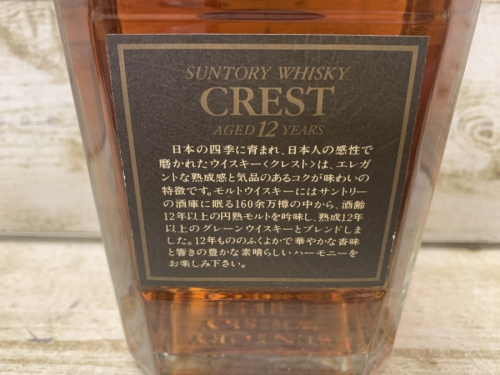 SUNTORY WHISKY
CREST
AGED 12 YEARS
日本の四季に育まれ、日本人の感性で
磨かれたウイスキー〈クレスト〉は、エレガ
ントな熟成感と気品のあるコクが味わいの
特徴です。モルトウイスキーにはサントリー
の酒庫に眠る160余万樽の中から、酒齢
12年以上の円熟モルトを吟味し、熟成12年
以上のグレーンウイスキーとブレンドしま
した。12年もののふくよかで華やかな香味
と響きの豊かな素晴らしいハーモニーを
お楽しみ下さい。